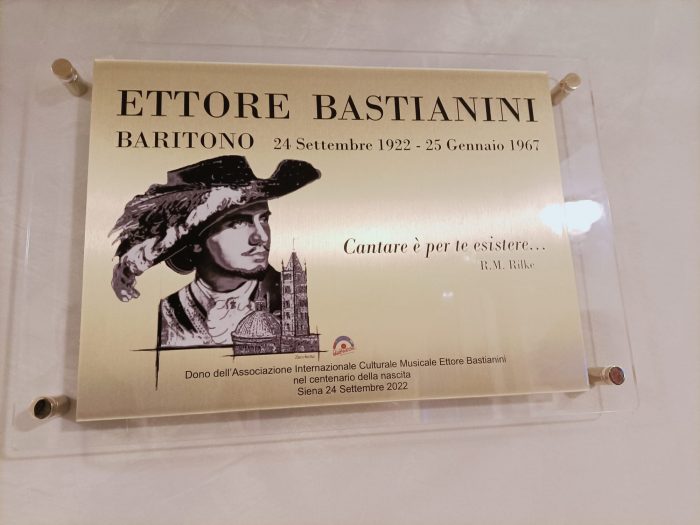 ETTORE BASTIANINI
BARITONO 24 Settembre 1922 - 25 Gennaio 1967
Cantare è per te esistere...
R.M. Rilke
Dono dell'Associazione Internazionale Culturale Musicale Ettore Bastianini
nel centenario della nascita
Siena 24 Settembre 2022